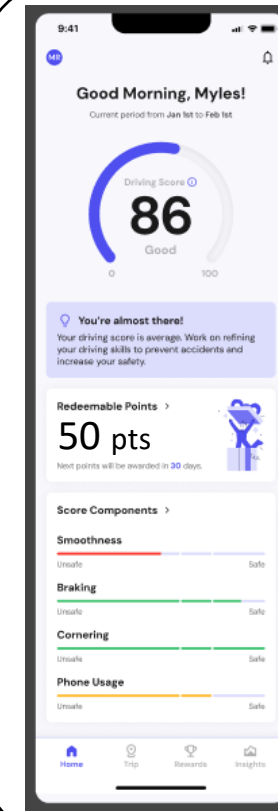 9:41
MR
Good Morning, Myles!
Current period from Jan 1st to Feb 1st
Driving Score
86
Good
0 100
You're almost there!
Your driving score is average. Work on refining
your driving skills to prevent accidents and
increase your safety.
Redeemable Points >
50 pts
Next points will be awarded in 30 days.
Score Components >
Smoothness
Unsafe Safe
Braking
Unsafe Safe
Cornering
Unsafe Safe
Phone Usage
Unsafe Safe
Home Trip Rewards Insights